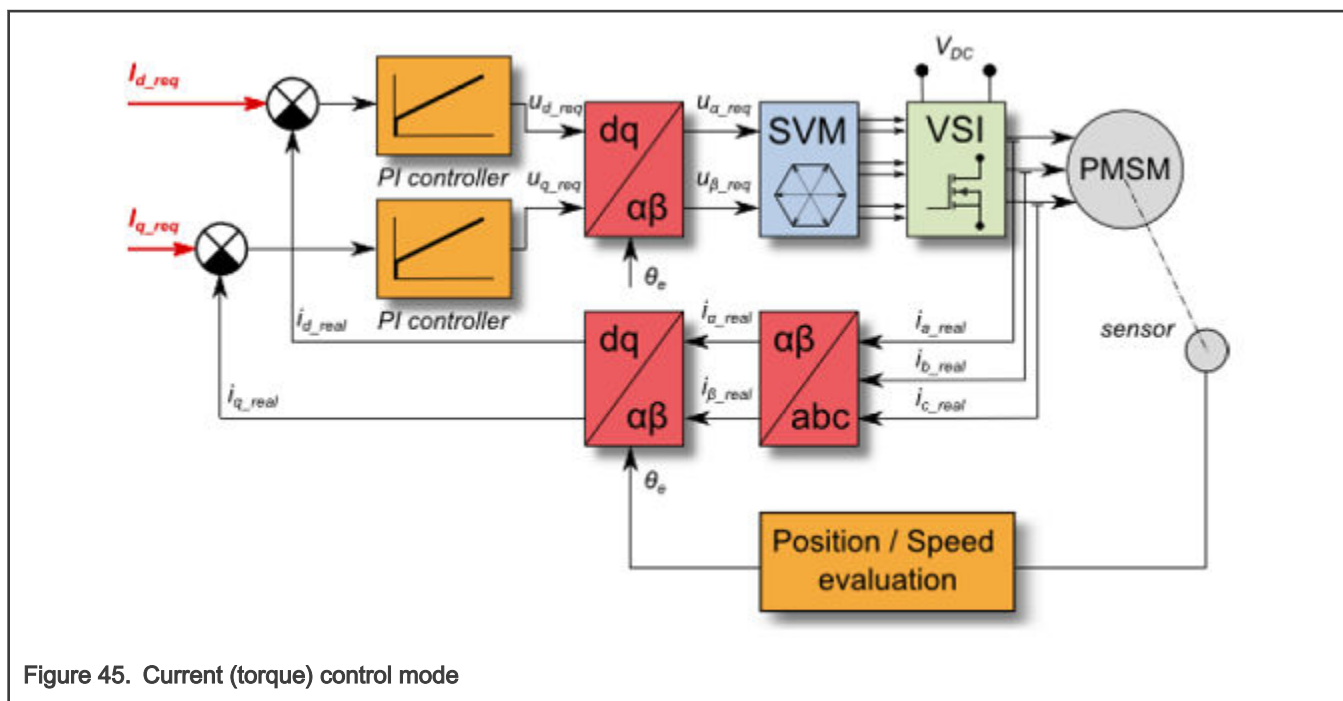 I_d_req
V_DC
u_d_req
u_α_req
dq
αβ
SVM
VSI
PMSM
PI controller
u_q_req
u_β_req
I_q_req
θ_e
PI controller
i_d_real
i_α_real
i_a_real
dq
αβ
αβ
abc
sensor
i_b_real
i_q_real
i_β_real
i_c_real
θ_e
Position / Speed
evaluation
Figure 45. Current (torque) control mode